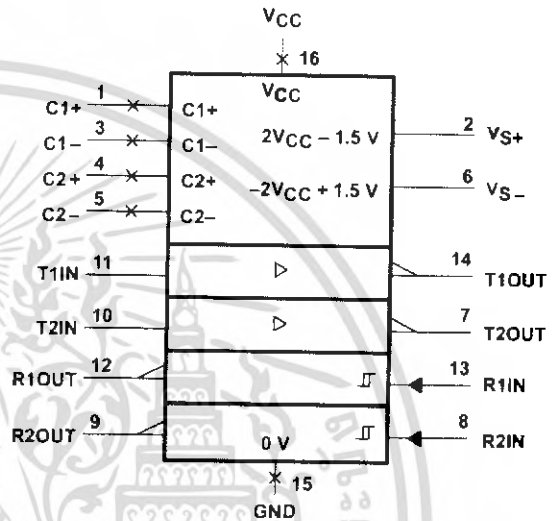 VCC
16
1 C1+ C1+ VCC
3 C1– C1– 2VCC – 1.5 V 2 VS+
4 C2+ C2+
5 C2– C2– –2VCC + 1.5 V 6 VS–
T1IN 11 14 T1OUT
T2IN 10 7 T2OUT
R1OUT 12 13 R1IN
R2OUT 9 8 R2IN
0 V
15
GND